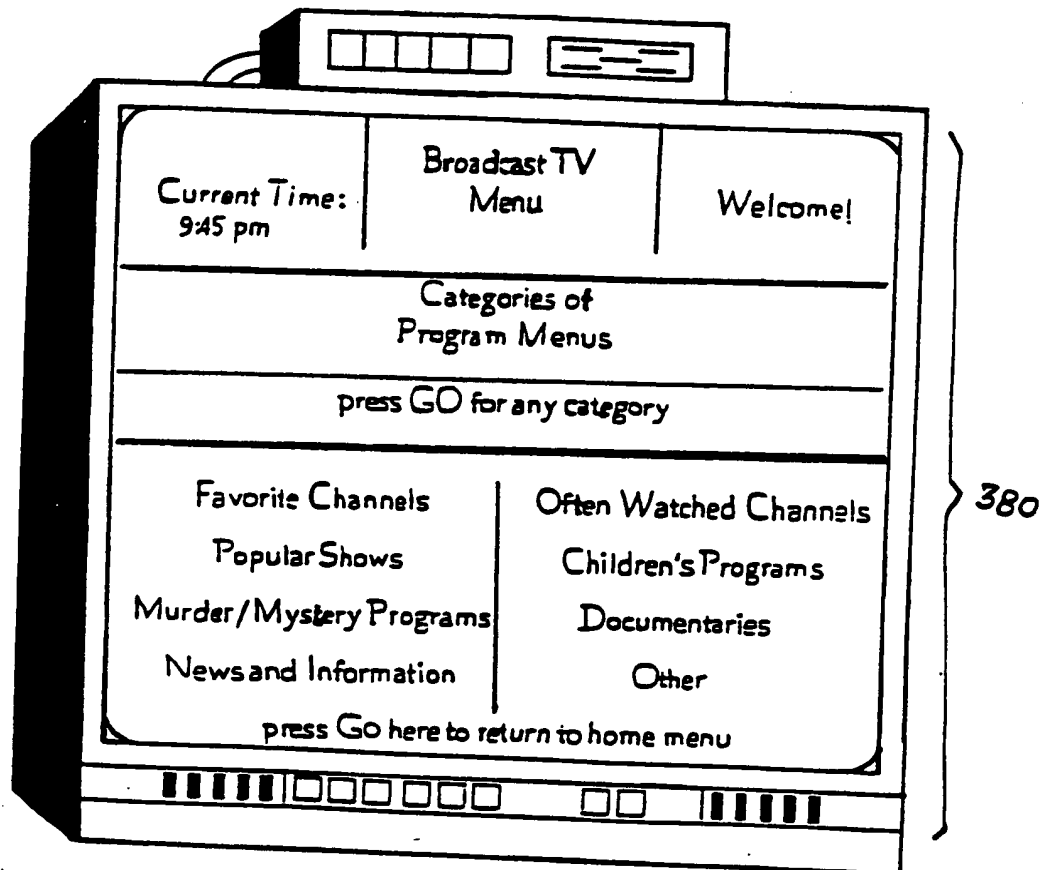 Broadcast TV
Menu
Current Time:
9:45 pm
Welcome!
Categories of
Program Menus
press GO for any category
Favorite Channels
Often Watched Channels
Popular Shows
Children's Programs
Murder/Mystery Programs
Documentaries
News and Information
Other
press Go here to return to home menu
380